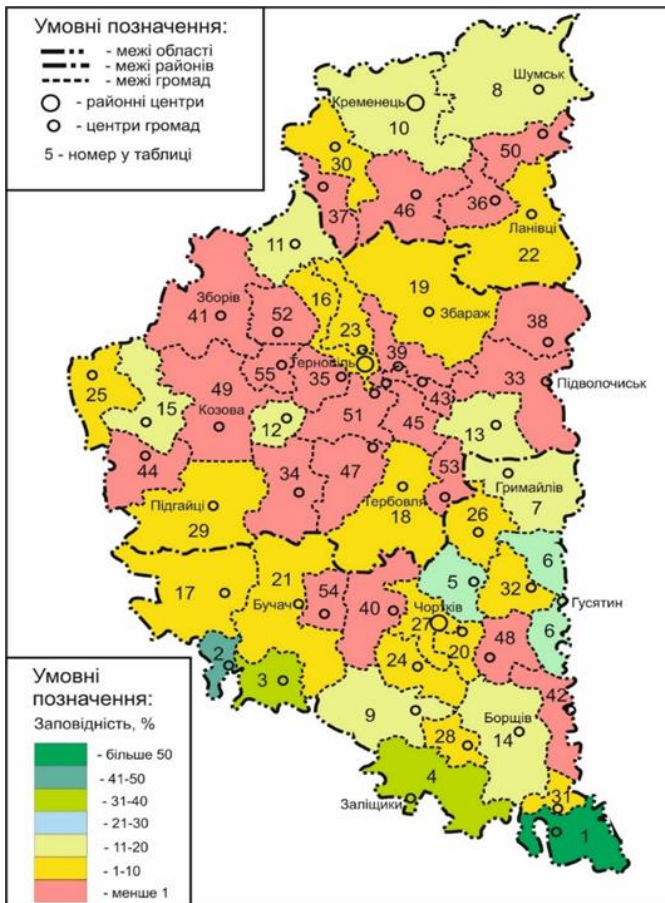 Умовні позначення:
- межі області
- межі районів
- межі громад
- районні центри
- центри громад
5 - номер у таблиці
8
Шумськ
Кременець
10
30
50
37
46
36
Ланівці
22
11
16
19
Збараж
Зборів
41
52
23
38
Тернопіль
39
55
35
33
Підволочиськ
25
15
49
Козова
12
51
43
45
13
44
34
47
53
Гримайлів
7
Підгайці
29
Тербовля
18
26
17
21
Бучач
54
40
5
6
32
Гусятин
Чортків
27
20
48
6
2
3
24
42
9
28
Борщів
14
4
Заліщики
31
1
Умовні
позначення:
Заповідність, %
- більше 50
- 41-50
- 31-40
- 21-30
- 11-20
- 1-10
- менше 1